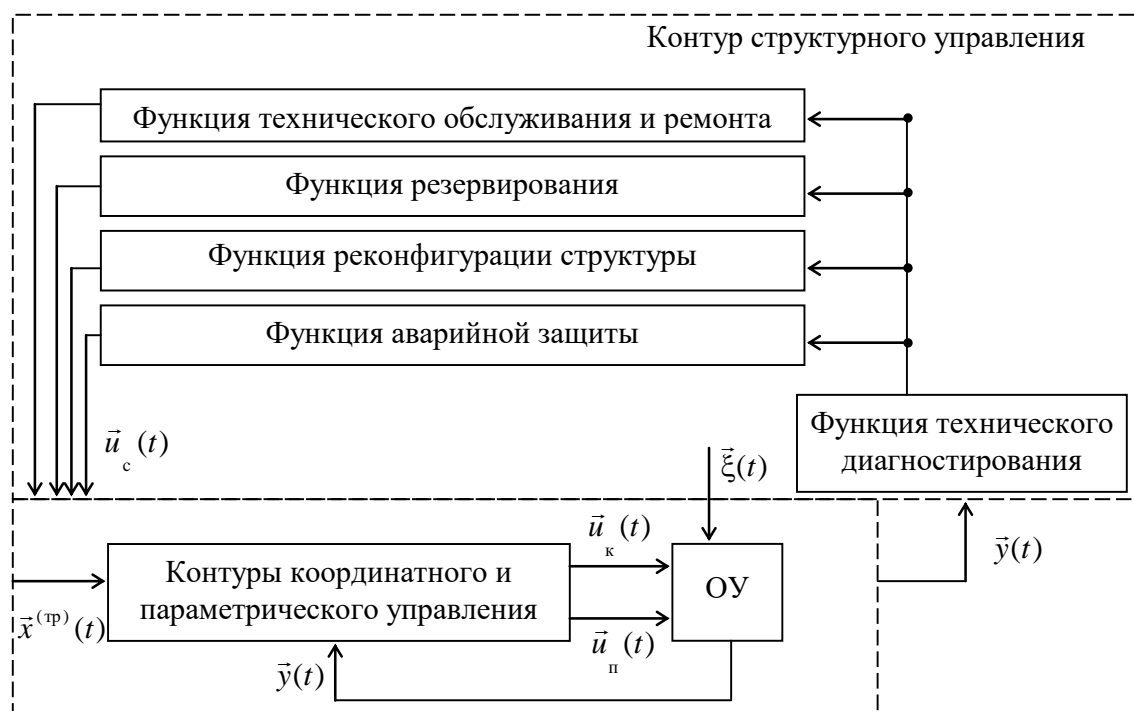 Контур структурного управления
Функция технического обслуживания и ремонта
Функция резервирования
Функция реконфигурации структуры
Функция аварийной защиты
Функция технического
диагностирования
u⃗с(t)
ξ⃗(t)
u⃗к(t)
y⃗(t)
Контуры координатного и
параметрического управления
ОУ
x⃗(тр)(t)
u⃗п(t)
y⃗(t)